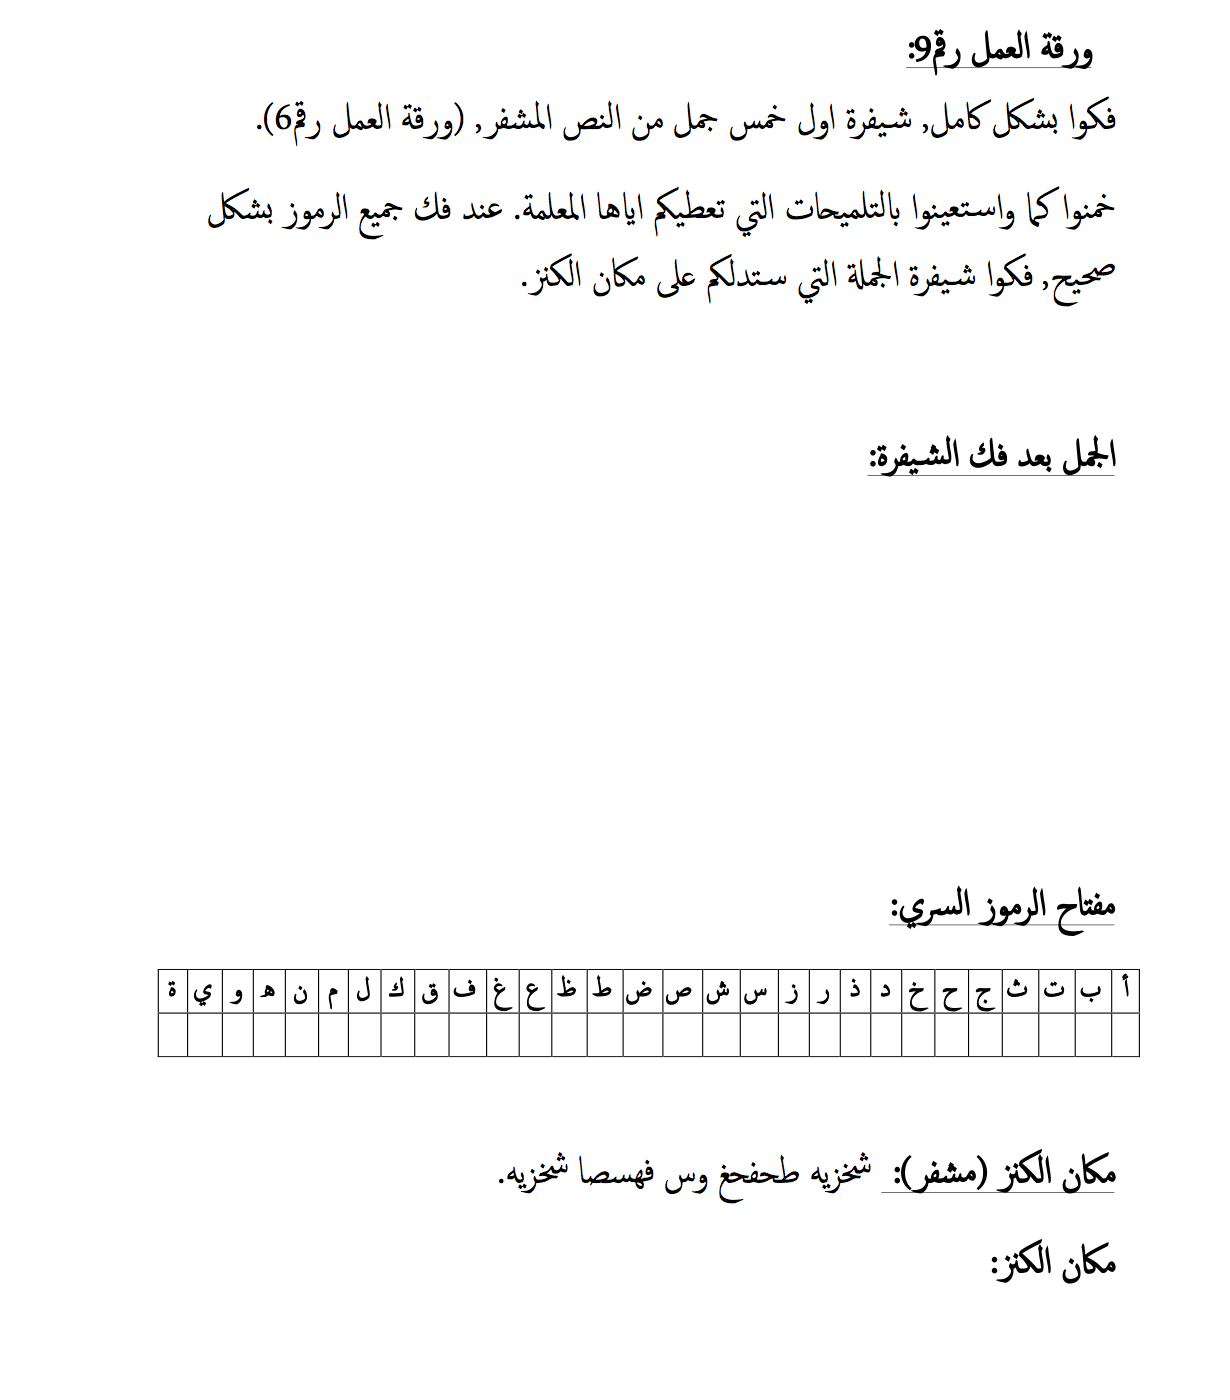 ورقة العمل رقم9:
فكوا بشكل كامل, شيفرة اول خمس جمل من النص المشفر, (ورقة العمل رقم6).
خمنوا كما واستعينوا بالتلميحات التي تعطيكم اياها المعلمة. عند فك جميع الرموز بشكل
صحيح, فكوا شيفرة الجملة التي ستدلكم على مكان الكنز.
الجمل بعد فك الشيفرة:
مفتاح الرموز السري:
أ ب ت ث ج ح خ د ذ ر ز س ش ص ض ط ظ ع غ ف ق ك ل م ن ه و ي ة
مكان الكنز (مشفر): شخزيه طحفحغ وس فهسصا شخزيه.
مكان الكنز: